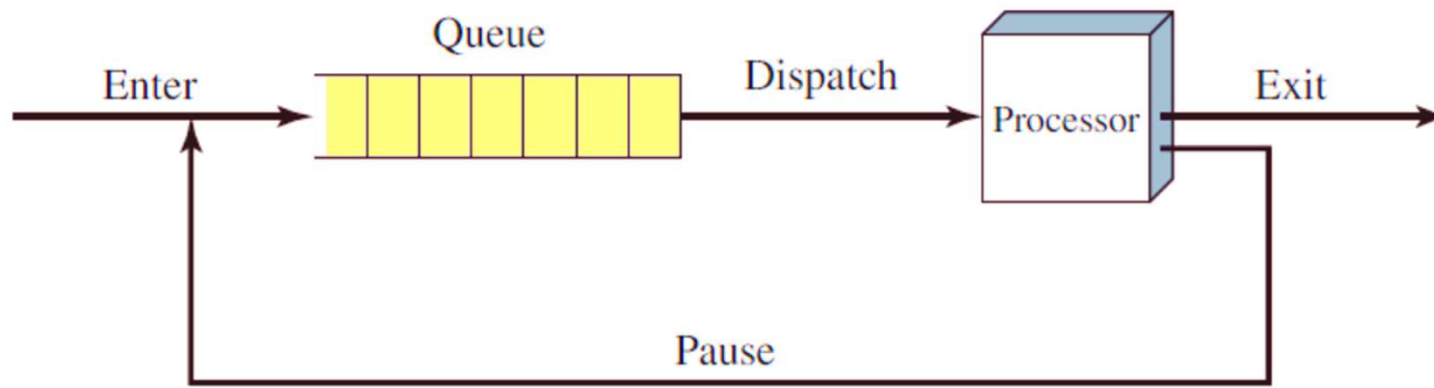 Queue
Enter
Dispatch
Processor
Exit
Pause